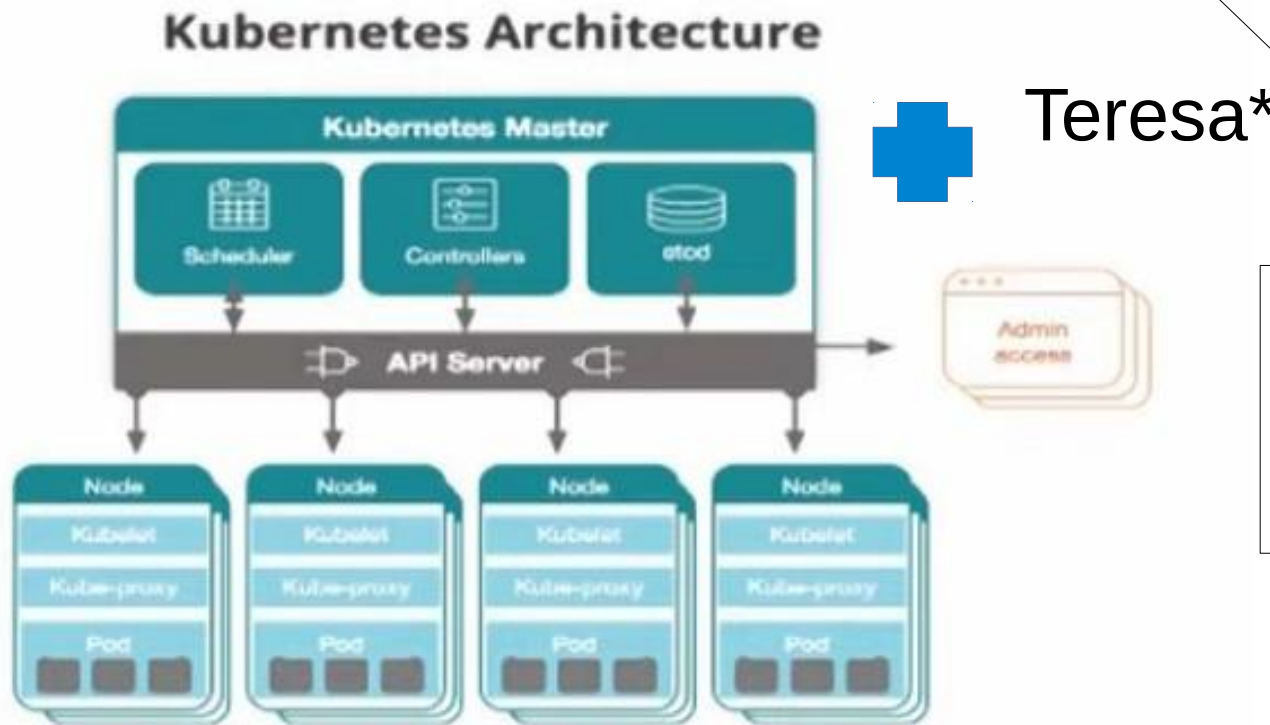 Kubernetes Architecture
Teresa*
Kubernetes Master
Scheduler Controllers etcd
Admin
access
API Server
Node Node Node Node
Kubelet Kubelet Kubelet Kubelet
Kube-proxy Kube-proxy Kube-proxy Kube-proxy
Pod Pod Pod Pod